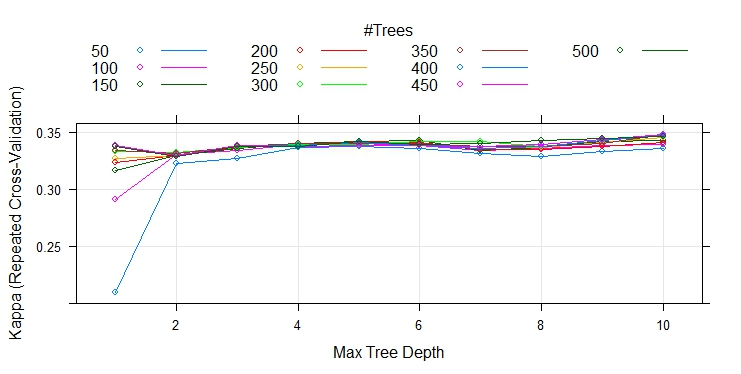 #Trees
50 200 350 500
100 250 400
150 300 450
Kappa (Repeated Cross-Validation)
0.35
0.30
0.25
2 4 6 8 10
Max Tree Depth